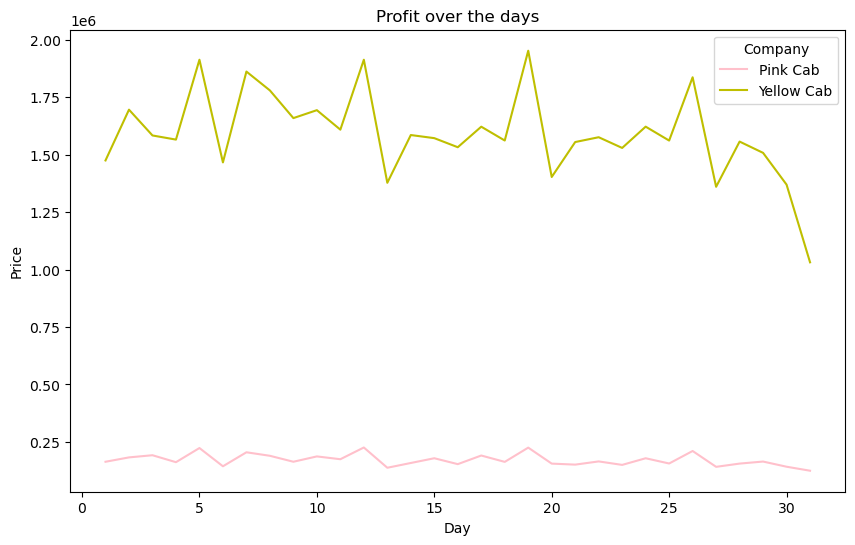 Profit over the days
1e6
2.00
1.75
1.50
1.25
1.00
0.75
0.50
0.25
Price
Company
Pink Cab
Yellow Cab
0 5 10 15 20 25 30
Day